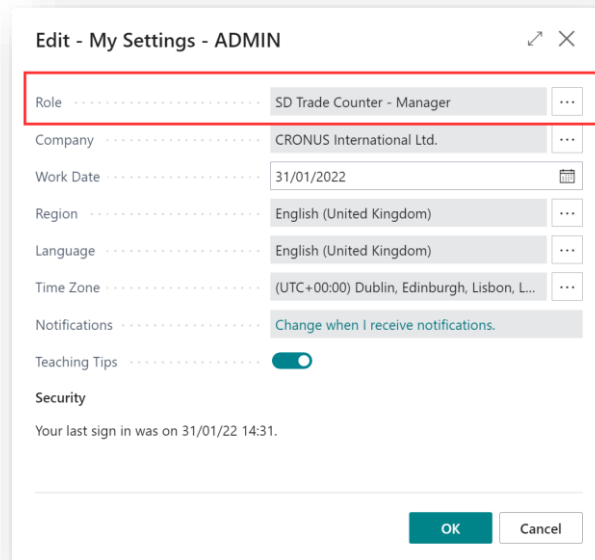 Edit - My Settings - ADMIN
Role SD Trade Counter - Manager
Company CRONUS International Ltd.
Work Date 31/01/2022
Region English (United Kingdom)
Language English (United Kingdom)
Time Zone (UTC+00:00) Dublin, Edinburgh, Lisbon, L...
Notifications Change when I receive notifications.
Teaching Tips
Security
Your last sign in was on 31/01/22 14:31.
OK Cancel